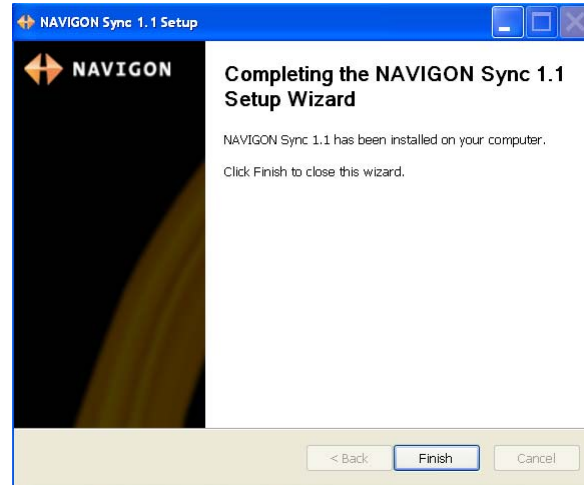 NAVIGON Sync 1.1 Setup
NAVIGON
Completing the NAVIGON Sync 1.1
Setup Wizard
NAVIGON Sync 1.1 has been installed on your computer.
Click Finish to close this wizard.
< Back
Finish
Cancel